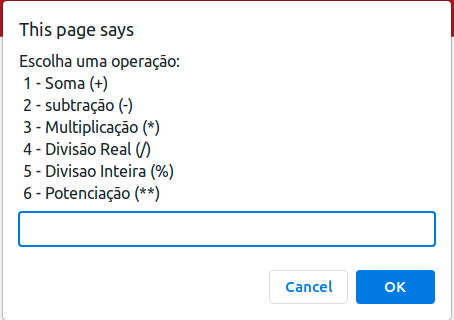 This page says
Escolha uma operação:
1 - Soma (+)
2 - subtração (-)
3 - Multiplicação (*)
4 - Divisão Real (/)
5 - Divisao Inteira (%)
6 - Potenciação (**)
Cancel OK